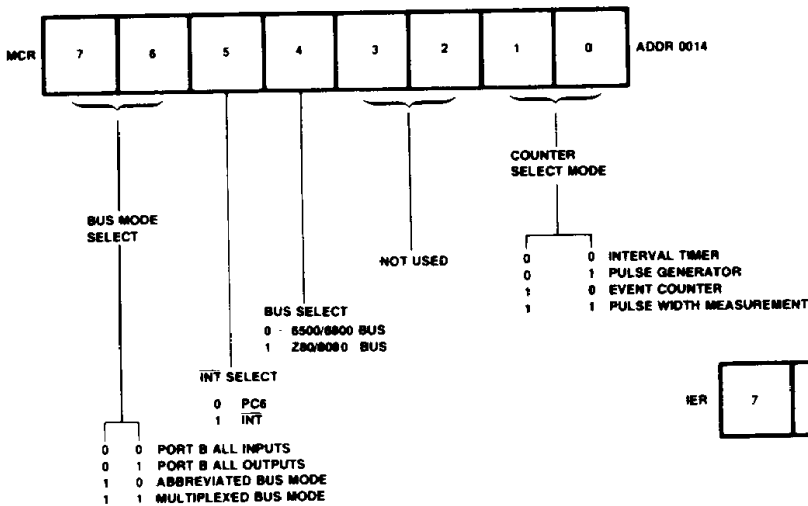 MCR 7 6 5 4 3 2 1 0 ADDR 0014
COUNTER
SELECT MODE
BUS MODE
SELECT
NOT USED
0 0 INTERVAL TIMER
0 1 PULSE GENERATOR
1 0 EVENT COUNTER
1 1 PULSE WIDTH MEASUREMENT
BUS SELECT
0 - 6500/6800 BUS
1 Z80/8080 BUS
INT SELECT
0 PC6
1 INT
IER 7
0 0 PORT B ALL INPUTS
0 1 PORT B ALL OUTPUTS
1 0 ABBREVIATED BUS MODE
1 1 MULTIPLEXED BUS MODE